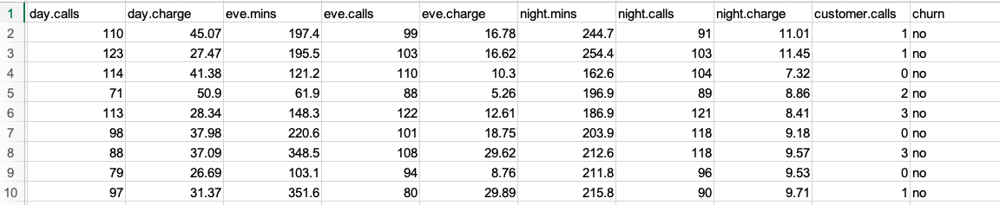 1 day.calls day.charge eve.mins eve.calls eve.charge night.mins night.calls night.charge customer.calls churn
2 110 45.07 197.4 99 16.78 244.7 91 11.01 1 no
3 123 27.47 195.5 103 16.62 254.4 103 11.45 1 no
4 114 41.38 121.2 110 10.3 162.6 104 7.32 0 no
5 71 50.9 61.9 88 5.26 196.9 89 8.86 2 no
6 113 28.34 148.3 122 12.61 186.9 121 8.41 3 no
7 98 37.98 220.6 101 18.75 203.9 118 9.18 0 no
8 88 37.09 348.5 108 29.62 212.6 118 9.57 3 no
9 79 26.69 103.1 94 8.76 211.8 96 9.53 0 no
10 97 31.37 351.6 80 29.89 215.8 90 9.71 1 no